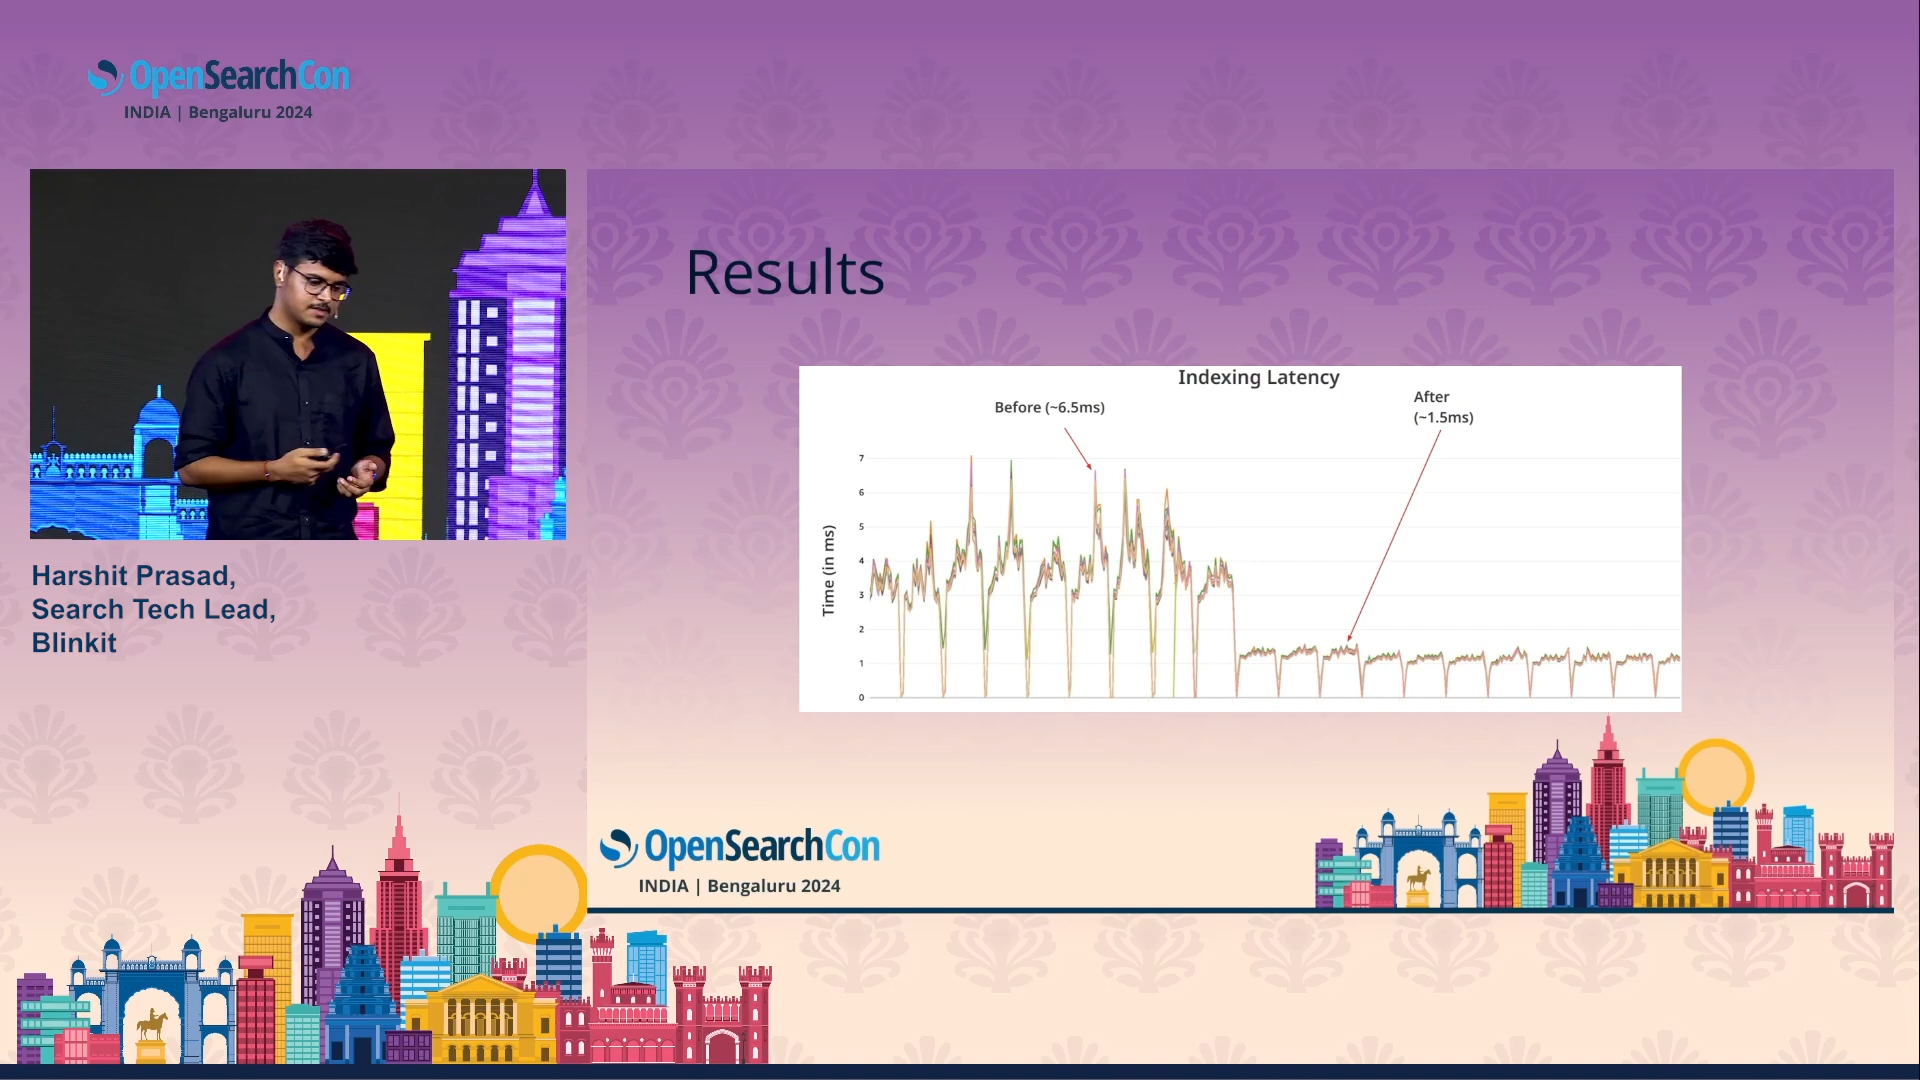 OpenSearchCon
INDIA | Bengaluru 2024
Harshit Prasad,
Search Tech Lead,
Blinkit
Results
Indexing Latency
Before (~6.5ms)
After
(~1.5ms)
Time (in ms)
7
6
5
4
3
2
1
0
OpenSearchCon
INDIA | Bengaluru 2024